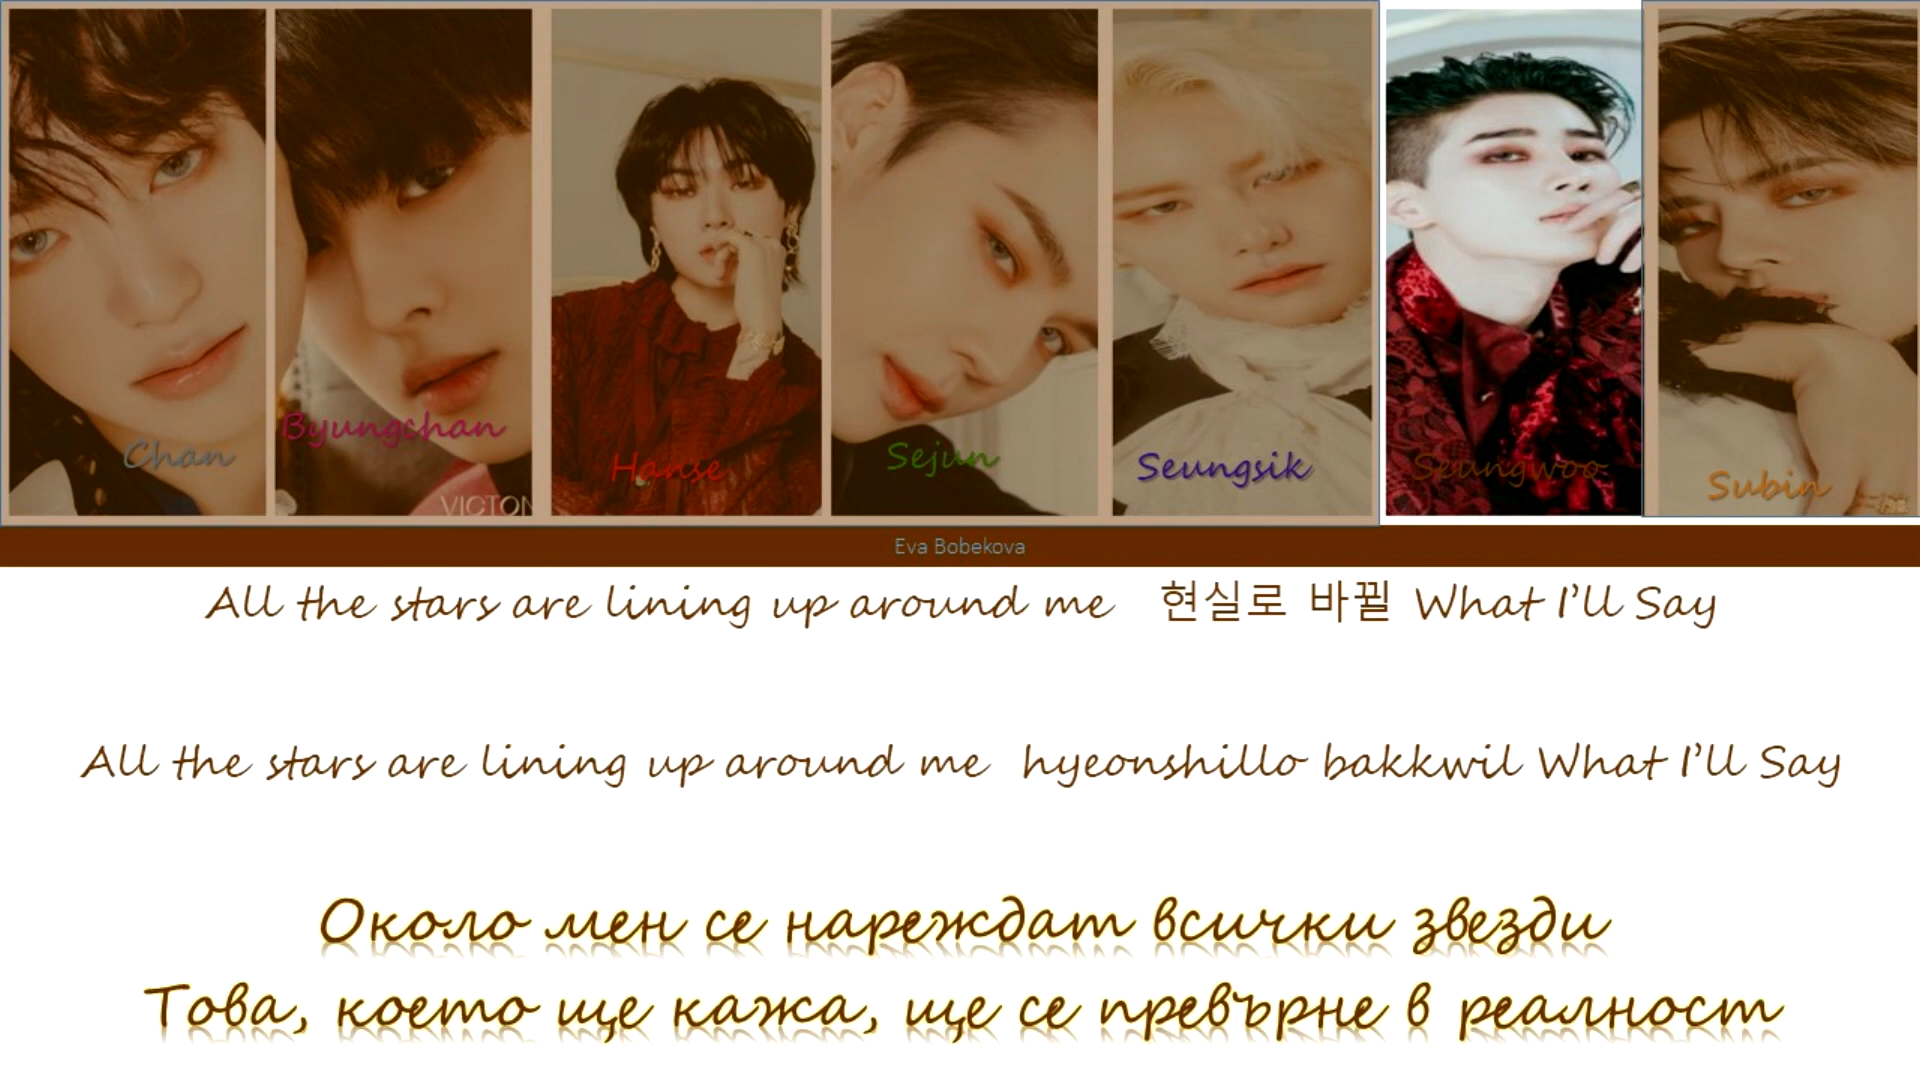 Chan
Byungchan
Hanse
Sejun
Seungsik
Seungwoo
Subin
VICTON
Eva Bobekova
All the stars are lining up around me 현실로 바뀔 What I'll Say
All the stars are lining up around me hyeonshillo bakkwil What I'll Say
Около мен се нареждат всички звезди
Това, което ще кажа, ще се превърне в реалност